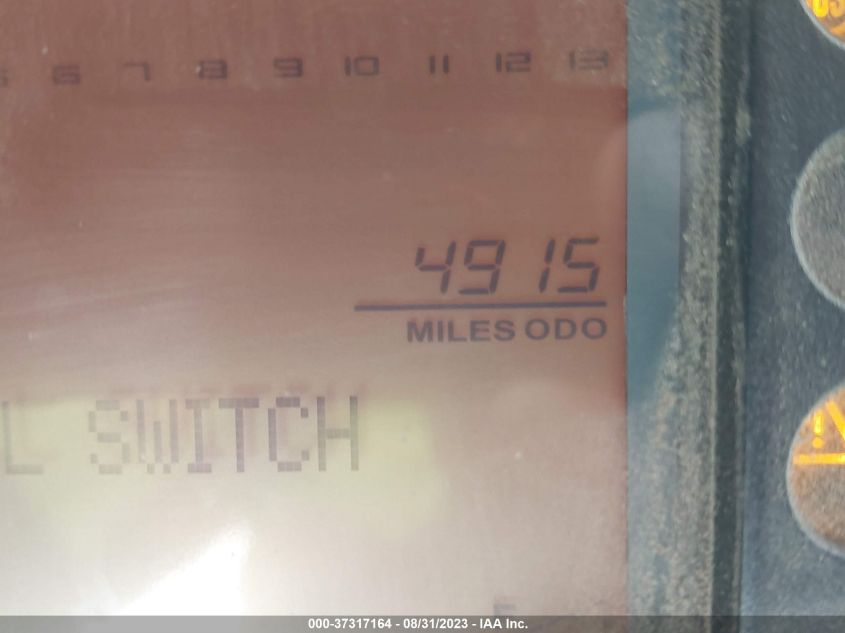 6 7 8 9 10 11 12 13
4915
MILES ODO
L SWITCH
000-37317164 - 08/31/2023 - IAA Inc.